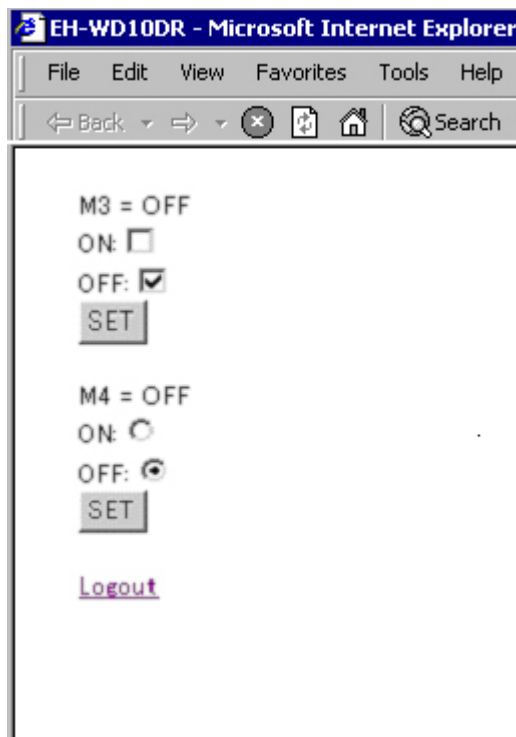 EH-WD10DR - Microsoft Internet Explorer
File Edit View Favorites Tools Help
Back Search
M3 = OFF
ON:
OFF:
SET
M4 = OFF
ON:
OFF:
SET
Logout